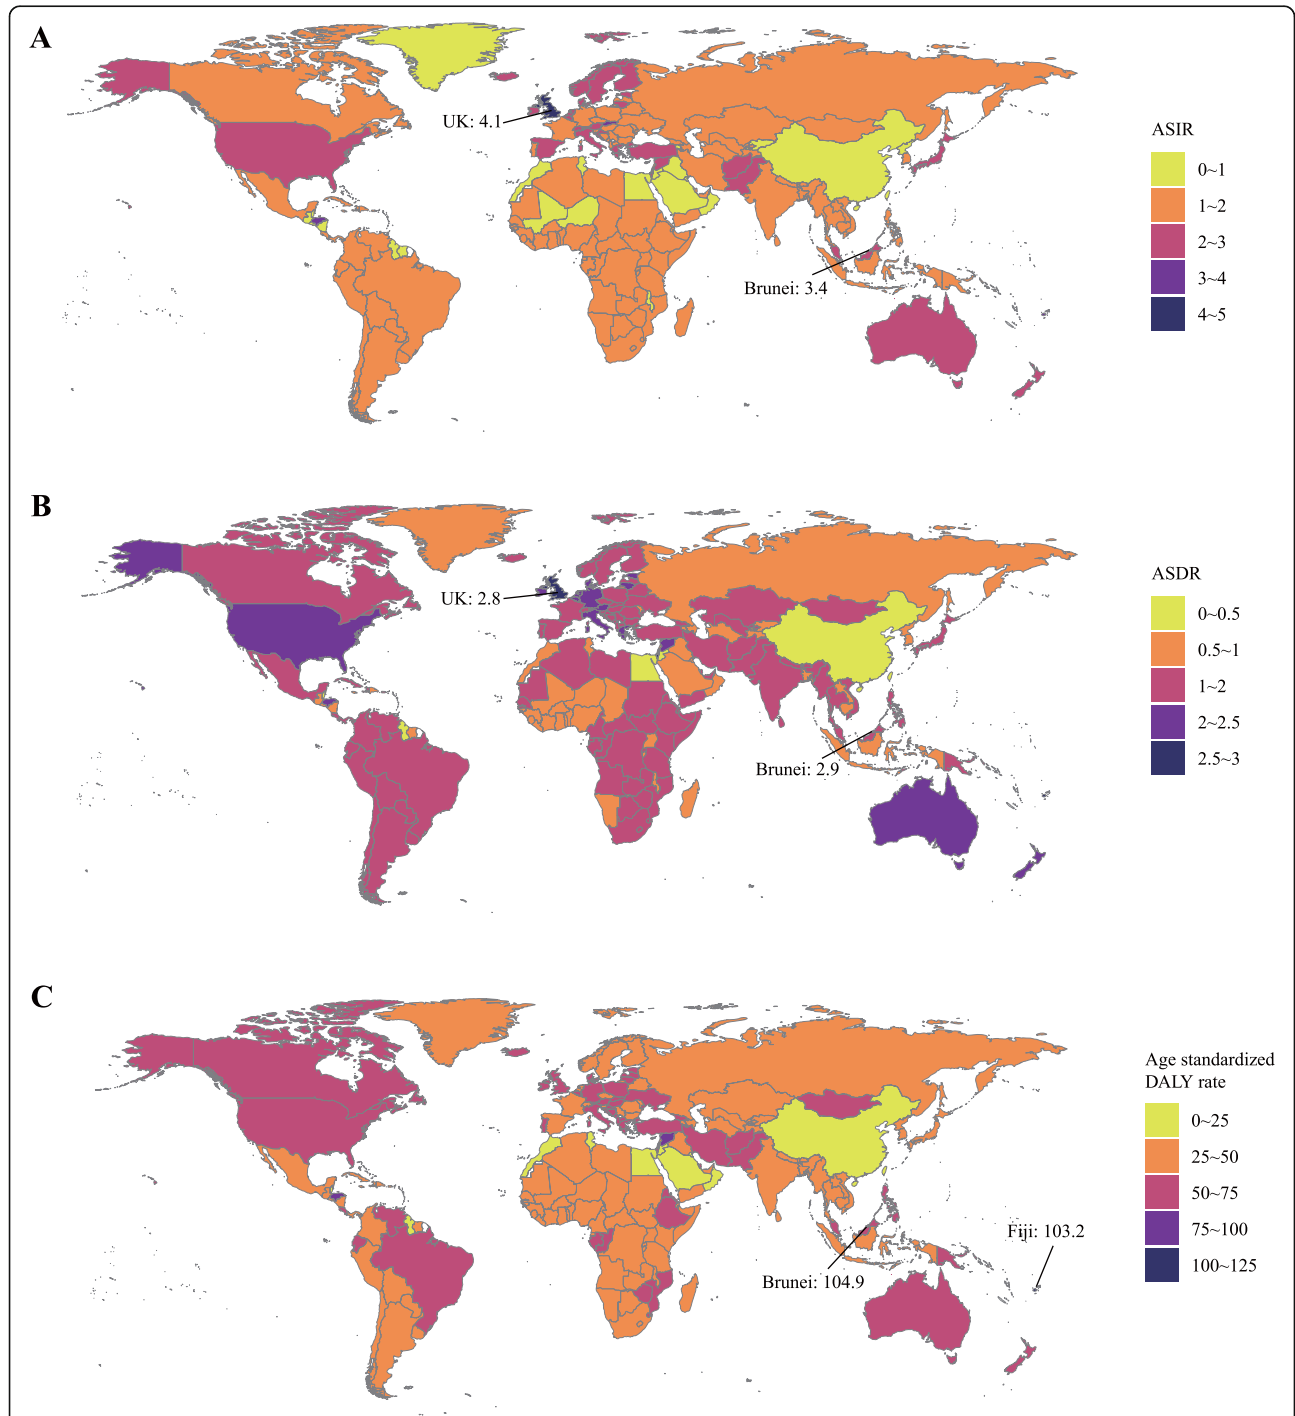 A
UK: 4.1
Brunei: 3.4
ASIR
0~1
1~2
2~3
3~4
4~5
B
UK: 2.8
Brunei: 2.9
ASDR
0~0.5
0.5~1
1~2
2~2.5
2.5~3
C
Fiji: 103.2
Brunei: 104.9
Age standardized
DALY rate
0~25
25~50
50~75
75~100
100~125